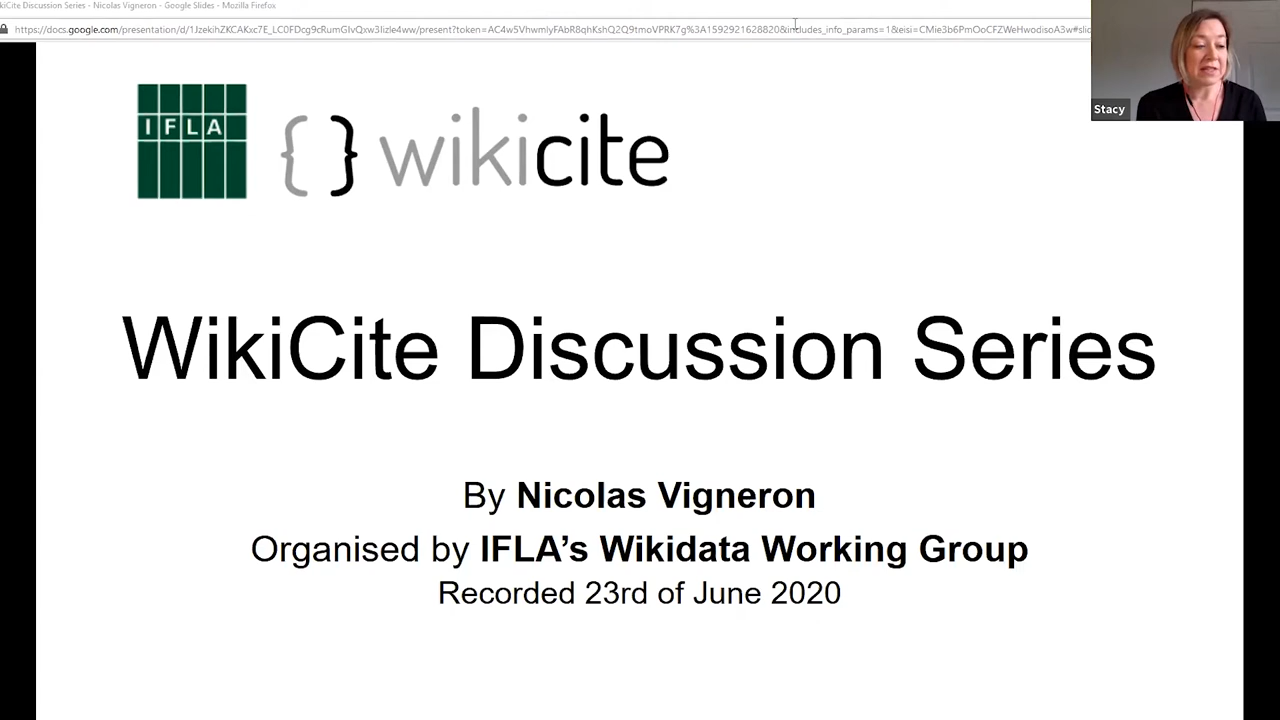 kiCite Discussion Series - Nicolas Vigneron - Google Slides - Mozilla Firefox
Stacy
IFLA
{ } wikicite
WikiCite Discussion Series
By Nicolas Vigneron
Organised by IFLA's Wikidata Working Group
Recorded 23rd of June 2020